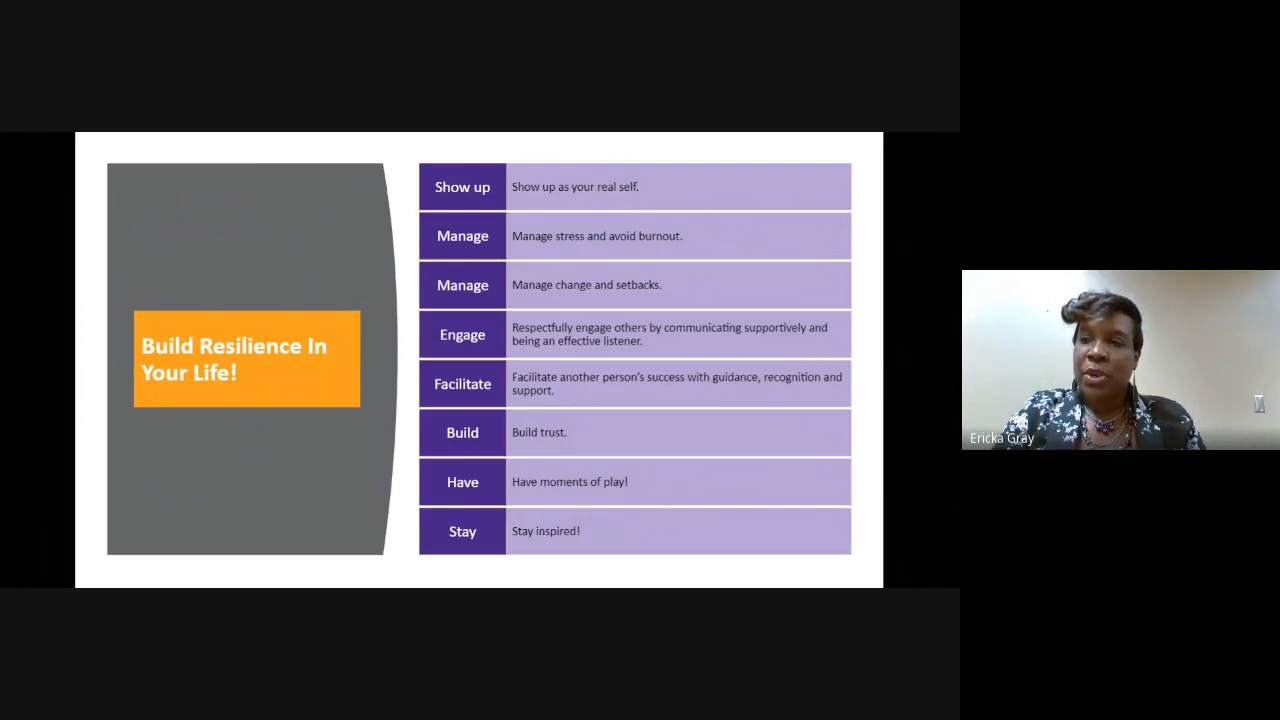 Build Resilience In
Your Life!
Show up
Show up as your real self.
Manage
Manage stress and avoid burnout.
Manage
Manage change and setbacks.
Engage
Respectfully engage others by communicating supportively and
being an effective listener.
Facilitate
Facilitate another person's success with guidance, recognition and
support.
Build
Build trust.
Have
Have moments of play!
Stay
Stay inspired!
Ericka Gray